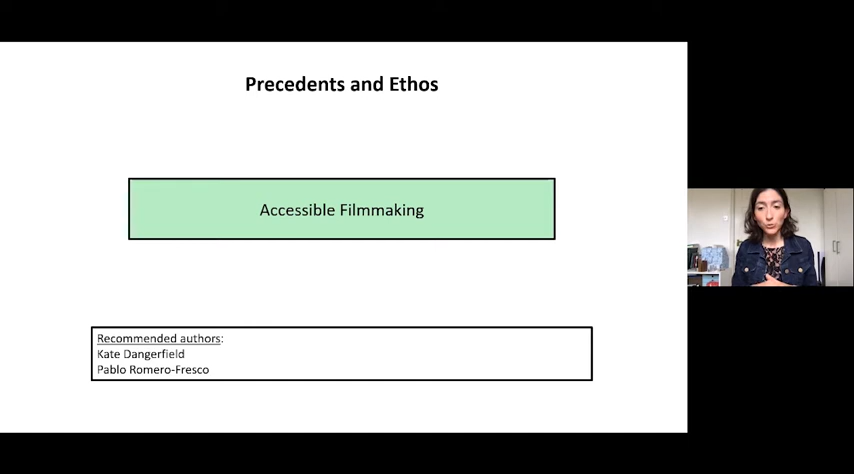 Precedents and Ethos
Accessible Filmmaking
Recommended authors:
Kate Dangerfield
Pablo Romero-Fresco